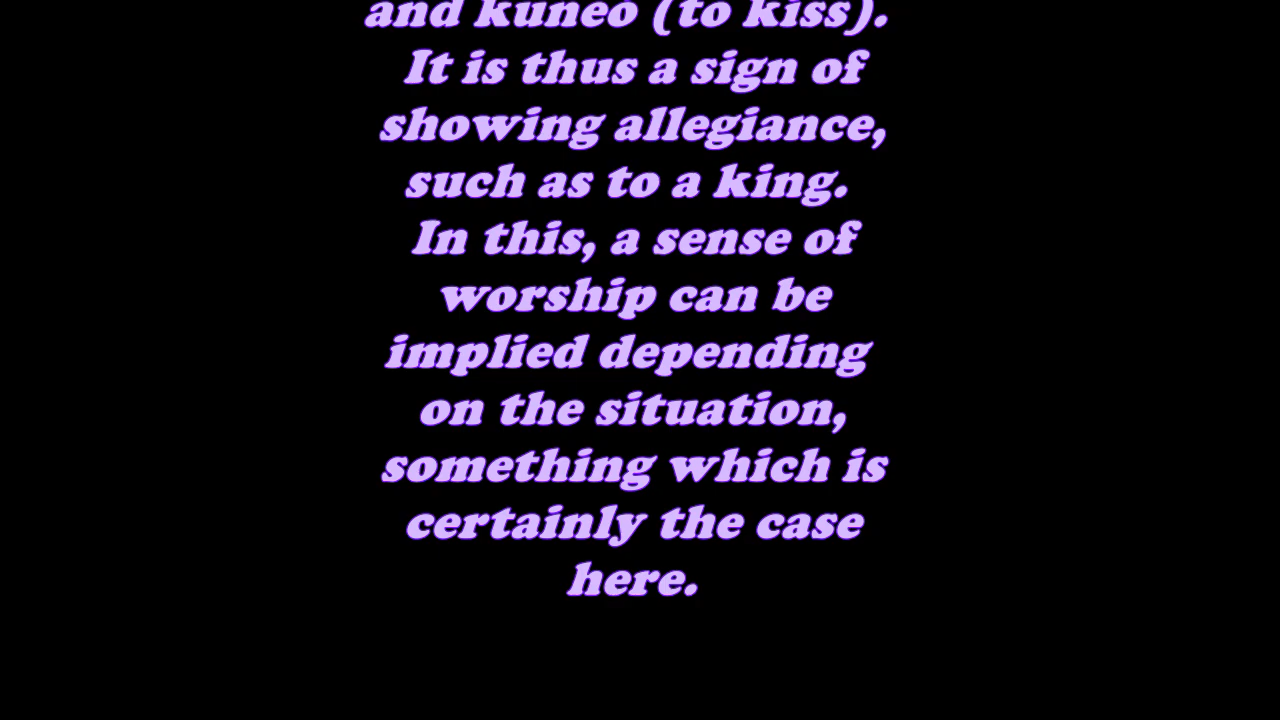 and kuneo (to kiss).
It is thus a sign of
showing allegiance,
such as to a king.
In this, a sense of
worship can be
implied depending
on the situation,
something which is
certainly the case
here.